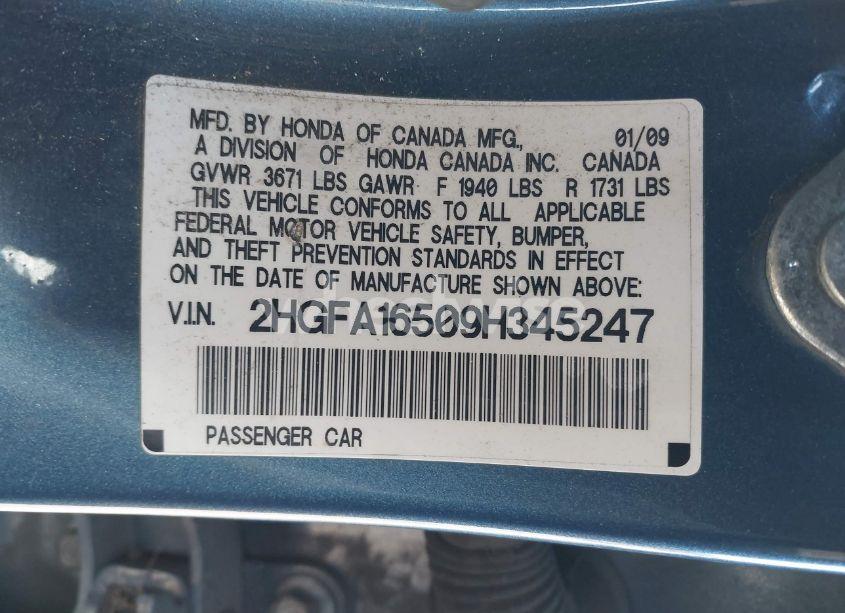 MFD. BY HONDA OF CANADA MFG., 01/09
A DIVISION OF HONDA CANADA INC. CANADA
GVWR 3671 LBS GAWR F 1940 LBS R 1731 LBS
THIS VEHICLE CONFORMS TO ALL APPLICABLE
FEDERAL MOTOR VEHICLE SAFETY, BUMPER,
AND THEFT PREVENTION STANDARDS IN EFFECT
ON THE DATE OF MANUFACTURE SHOWN ABOVE:
V.I.N. 2HGFA16509H345247
PASSENGER CAR